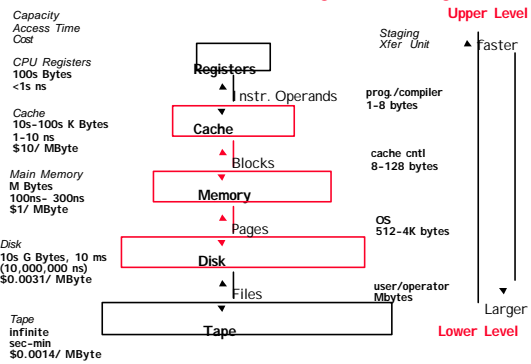 Upper Level
Capacity
Access Time
Cost
Staging
Xfer Unit
faster
CPU Registers
100s Bytes
<1s ns
Registers
Instr. Operands
prog./compiler
1-8 bytes
Cache
10s-100s K Bytes
1-10 ns
$10/ MByte
Cache
Blocks
cache cntl
8-128 bytes
Main Memory
M Bytes
100ns- 300ns
$1/ MByte
Memory
Pages
OS
512-4K bytes
Disk
10s G Bytes, 10 ms
(10,000,000 ns)
$0.0031/ MByte
Disk
Files
user/operator
Mbytes
Larger
Tape
infinite
sec-min
$0.0014/ MByte
Tape
Lower Level